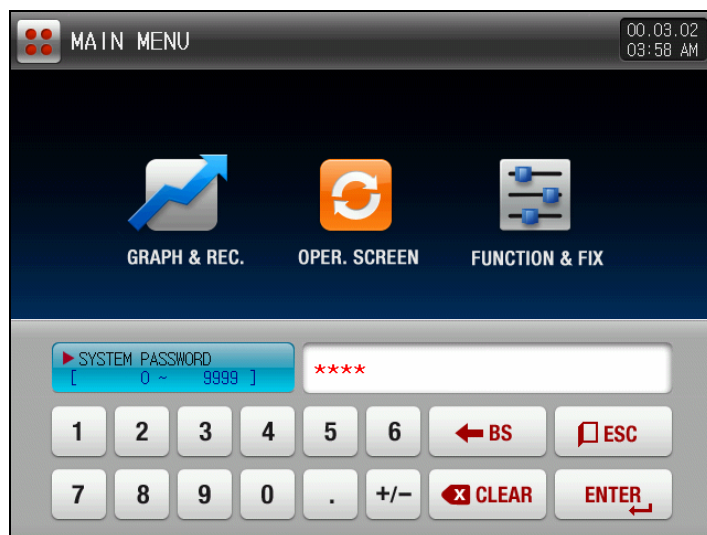 MAIN MENU
00.03.02
03:58 AM
GRAPH & REC.
OPER. SCREEN
FUNCTION & FIX
SYSTEM PASSWORD
[ 0 ~ 9999 ]
****
1 2 3 4 5 6 BS ESC
7 8 9 0 . +/- X CLEAR ENTER